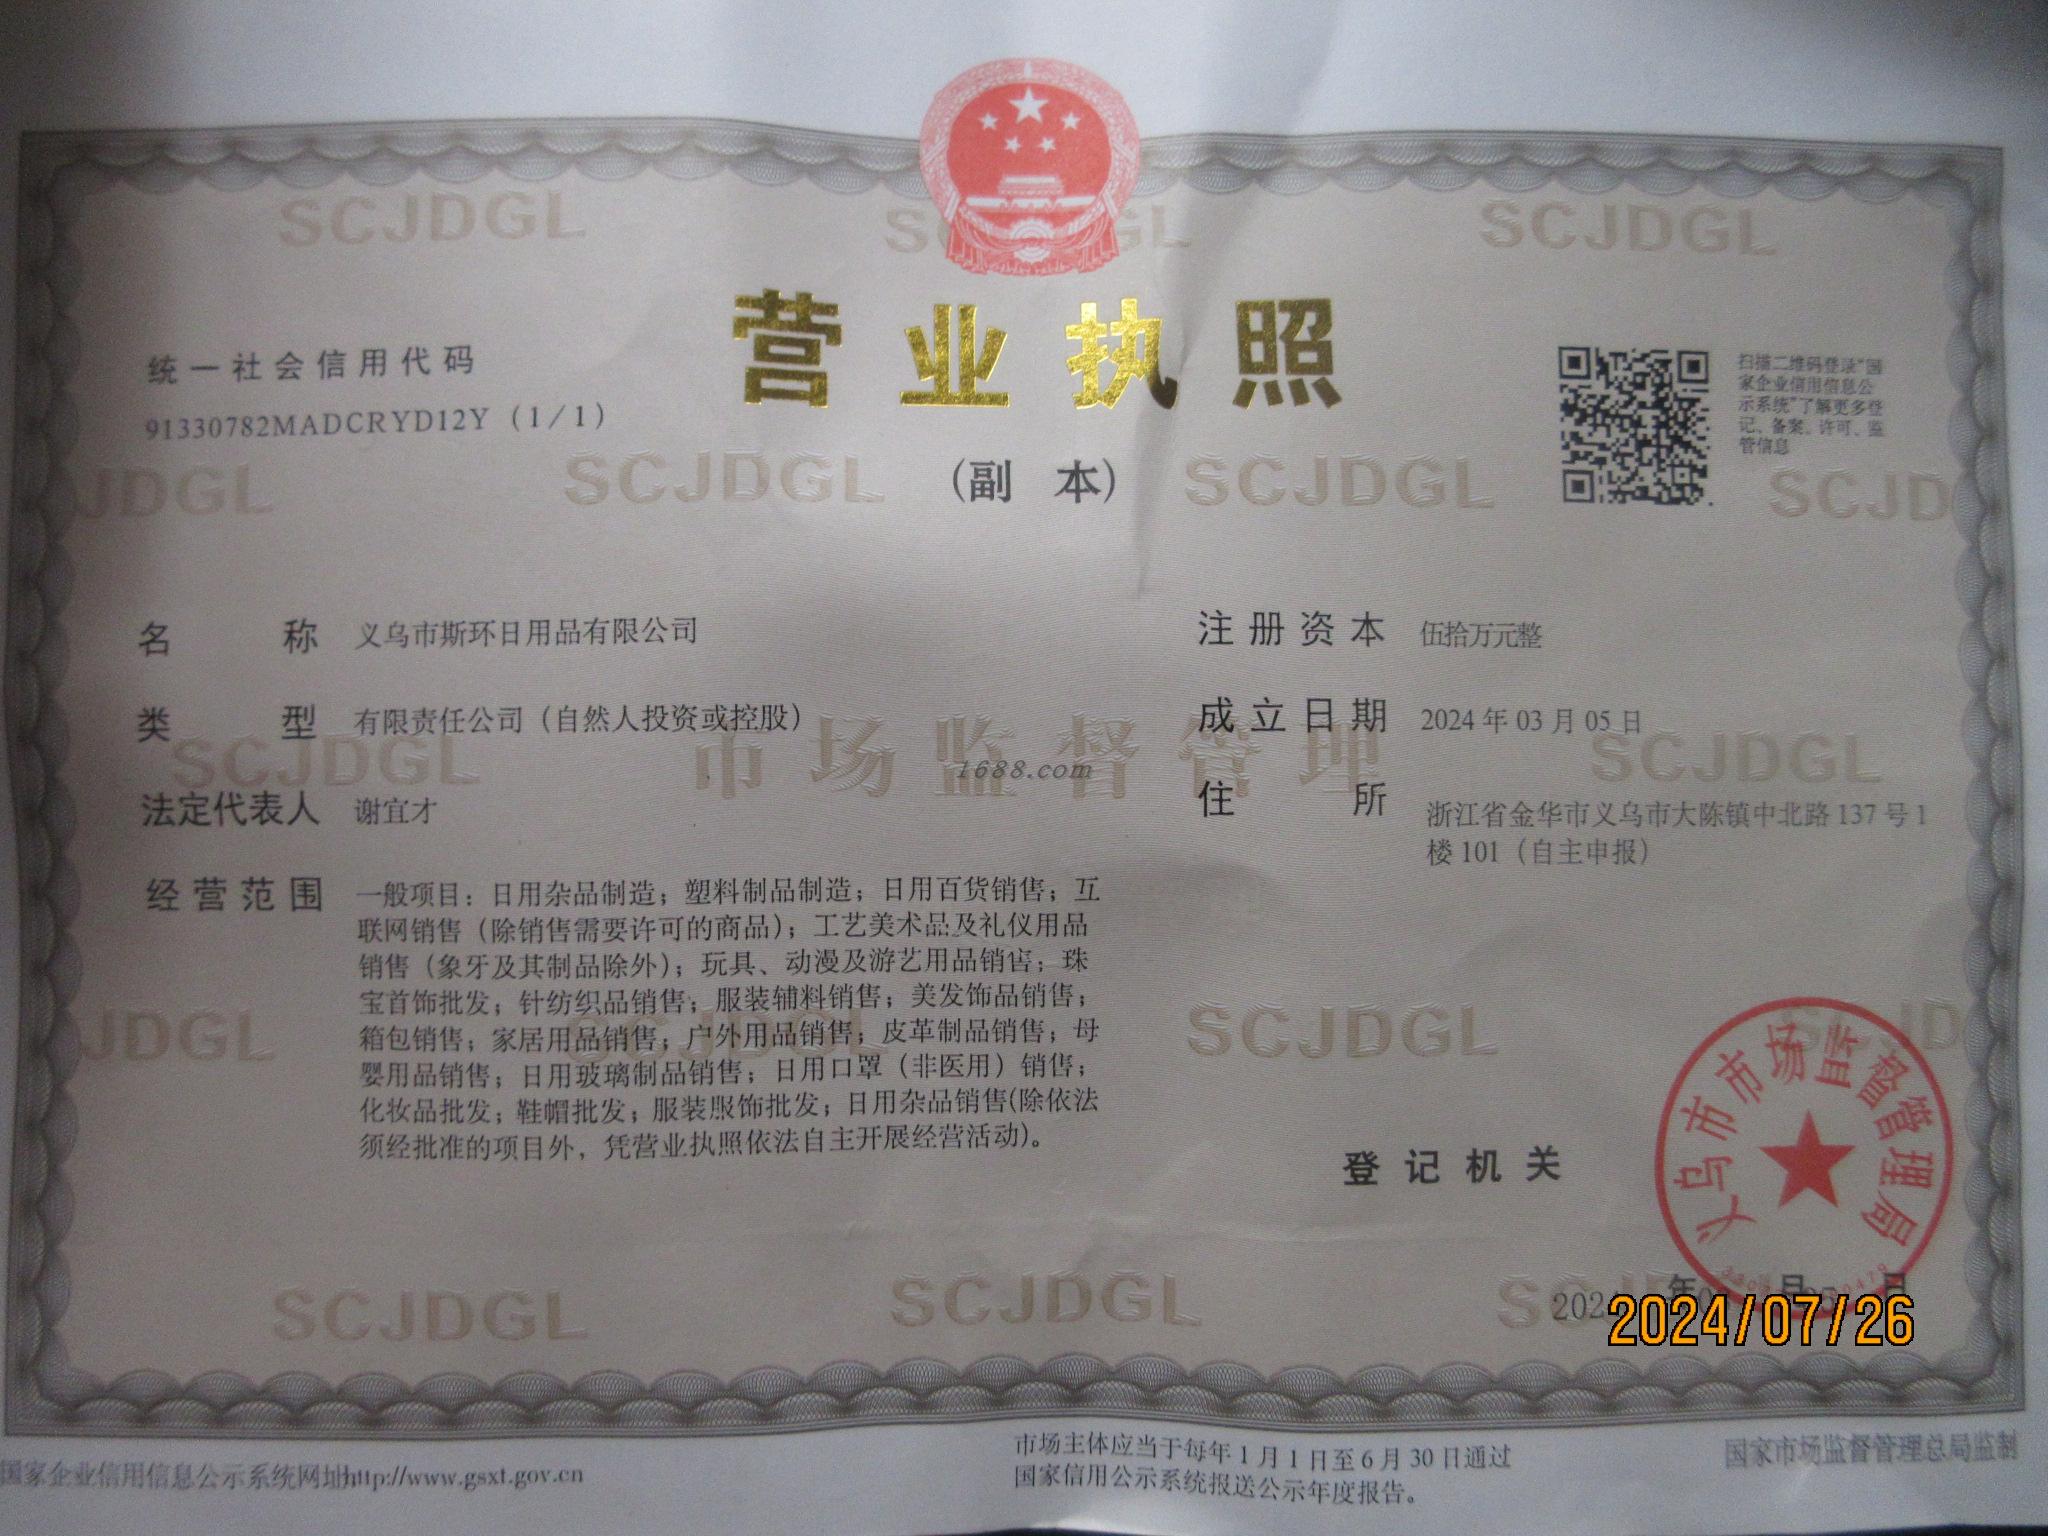 SCJDGL
SCJDGL
营业执照
(副 本)
统一社会信用代码
91330782MADCRYD12Y (1/1)
扫描二维码登录“国
家企业信用信息公
示系统”了解更多登
记、备案、许可、监
管信息
JDGL
SCJDGL
SCJDGL
SCJD
名 称 义乌市斯环日用品有限公司
类 型 有限责任公司（自然人投资或控股）
法定代表人 谢宜才
经营范围 一般项目：日用杂品制造；塑料制品制造；日用百货销售；互
联网销售（除销售需要许可的商品）；工艺美术品及礼仪用品
销售（象牙及其制品除外）；玩具、动漫及游艺用品销售；珠
宝首饰批发；针纺织品销售；服装辅料销售；美发饰品销售；
箱包销售；家居用品销售；户外用品销售；皮革制品销售；母
婴用品销售；日用玻璃制品销售；日用口罩（非医用）销售；
化妆品批发；鞋帽批发；服装服饰批发；日用杂品销售(除依法
须经批准的项目外，凭营业执照依法自主开展经营活动)。
注册资本 伍拾万元整
成立日期 2024年03月05日
住 所 浙江省金华市义乌市大陈镇中北路137号1
楼101（自主申报）
SCJDGL
市场监督管理
1688.com
SCJDGL
JDGL
SCJDGL
SCJDGL
SCJD
登记机关
义乌市市场监督管理局
SCJDGL
SCJDGL
年 月 日
2024/07/26
国家企业信用信息公示系统网址:http://www.gsxt.gov.cn
市场主体应当于每年1月1日至6月30日通过
国家信用公示系统报送公示年度报告。
国家市场监督管理总局监制